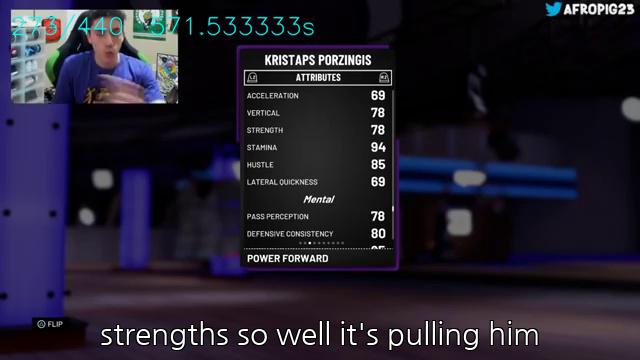 273/440 571.533333s
AFROPIG23
KRISTAPS PORZINGIS
ATTRIBUTES
ACCELERATION 69
VERTICAL 78
STRENGTH 78
STAMINA 94
HUSTLE 85
LATERAL QUICKNESS 69
Mental
PASS PERCEPTION 78
DEFENSIVE CONSISTENCY 80
POWER FORWARD
FLIP
strengths so well it's pulling him